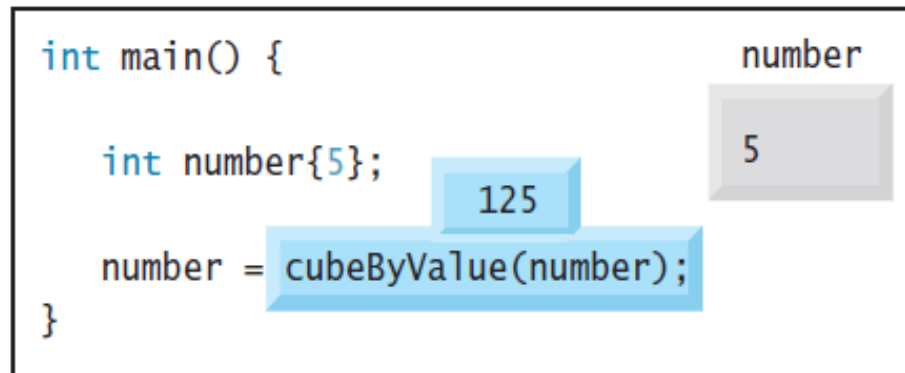 int main() {
number
int number{5};
5
125
number = cubeByValue(number);
}